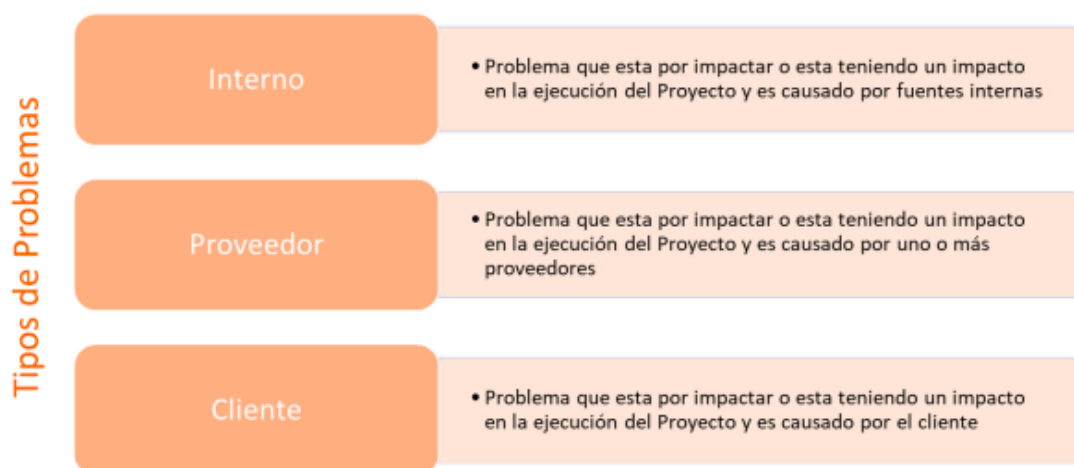 Tipos de Problemas
Interno
• Problema que esta por impactar o esta teniendo un impacto
en la ejecución del Proyecto y es causado por fuentes internas
Proveedor
• Problema que esta por impactar o esta teniendo un impacto
en la ejecución del Proyecto y es causado por uno o más
proveedores
Cliente
• Problema que esta por impactar o esta teniendo un impacto
en la ejecución del Proyecto y es causado por el cliente